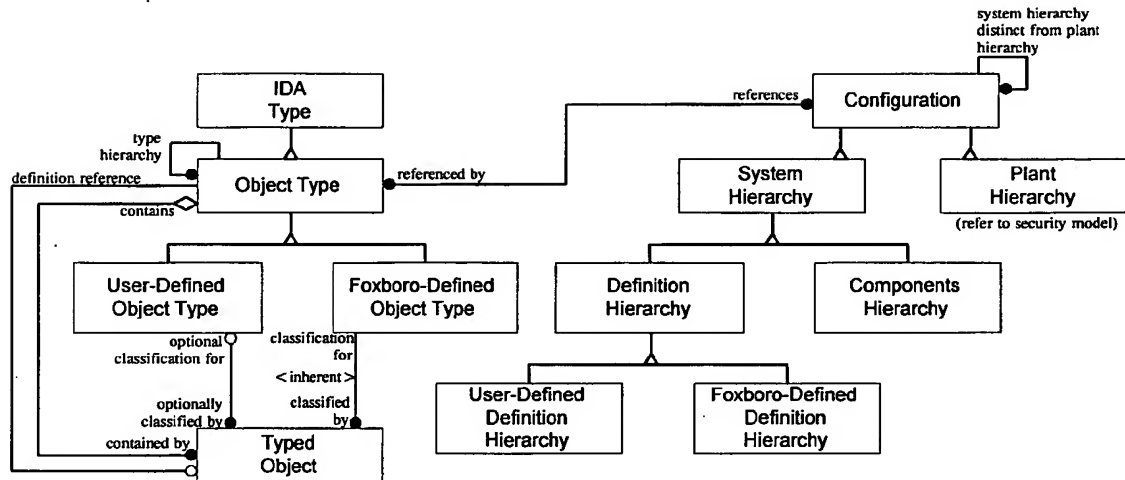 system hierarchy
distinct from plant
hierarchy
IDA
Type
references
Configuration
type
hierarchy
definition reference
Object Type
referenced by
contains
System
Hierarchy
Plant
Hierarchy
(refer to security model)
User-Defined
Object Type
Foxboro-Defined
Object Type
Definition
Hierarchy
Components
Hierarchy
optional
classification for
classification
for
< inherent >
optionally
classified by
classified
by
contained by
Typed
Object
User-Defined
Definition
Hierarchy
Foxboro-Defined
Definition
Hierarchy